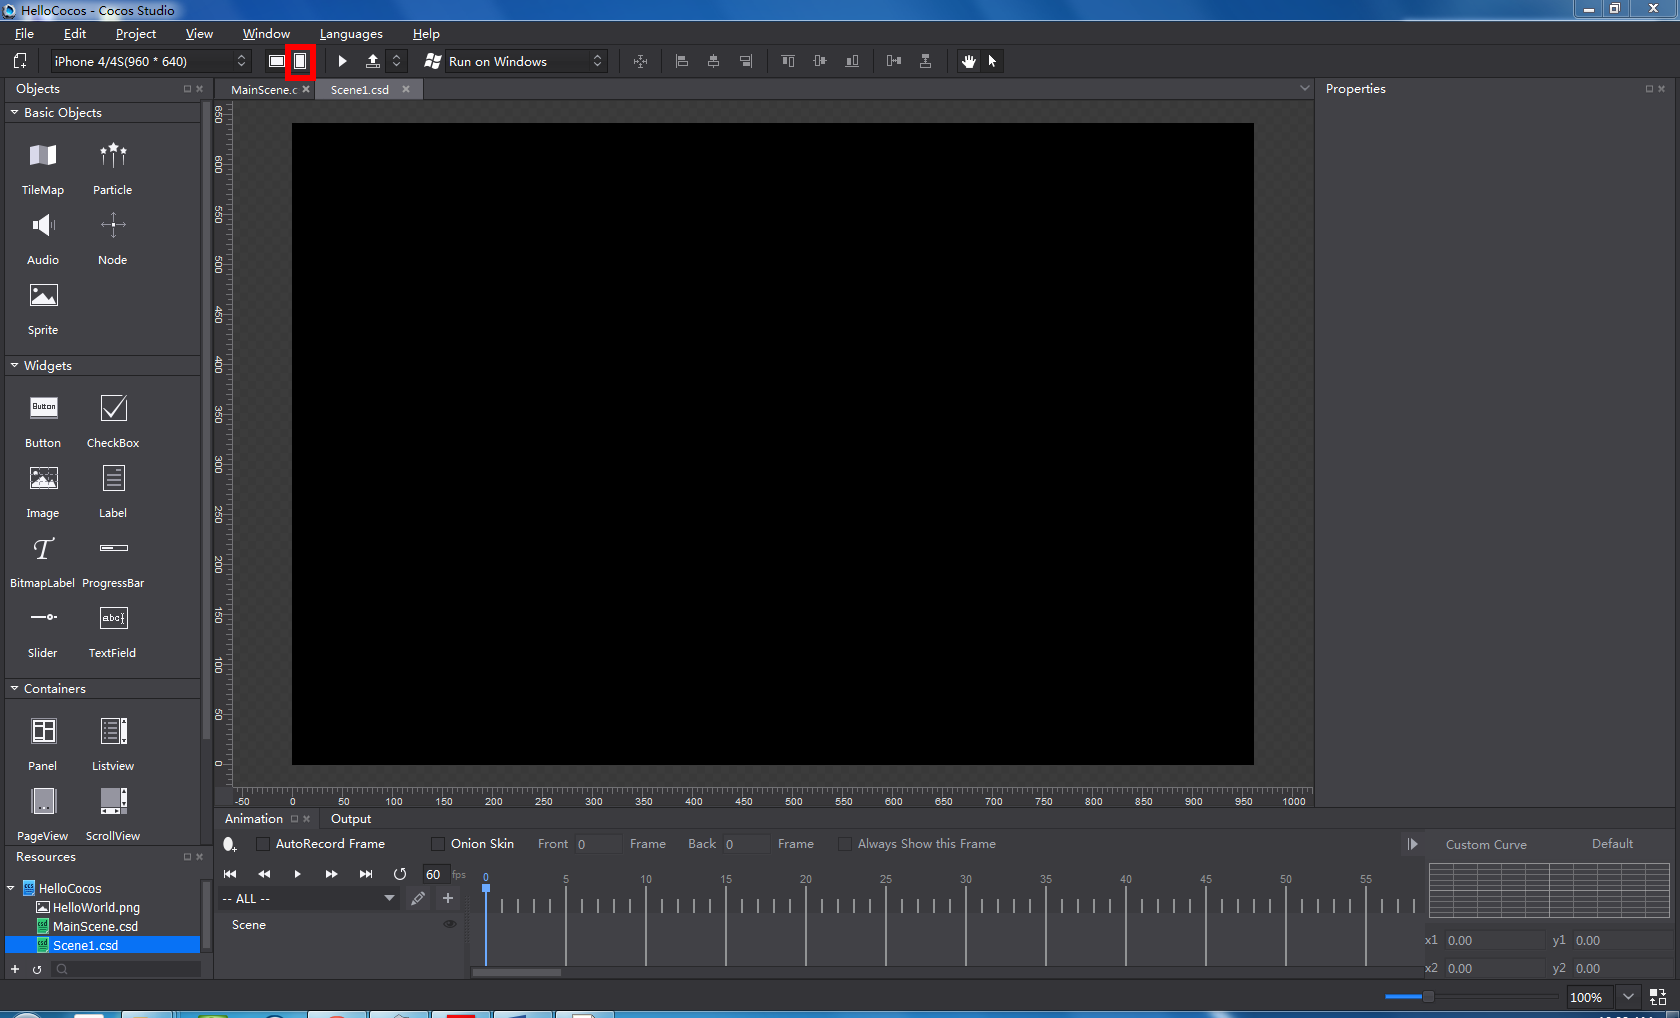 HelloCocos - Cocos Studio
File Edit Project View Window Languages Help
iPhone 4/4S(960 * 640) Run on Windows
Objects
Basic Objects
TileMap Particle
Audio Node
Sprite
Widgets
Button
Button CheckBox
Image Label
BitmapLabel ProgressBar
abc
Slider TextField
Containers
Panel Listview
PageView ScrollView
Resources
HelloCocos
HelloWorld.png
MainScene.csd
Scene1.csd
MainScene.c Scene1.csd
650
600
550
500
450
400
350
300
250
200
150
100
50
0
-50 0 50 100 150 200 250 300 350 400 450 500 550 600 650 700 750 800 850 900 950 1000
Properties
Animation Output
AutoRecord Frame Onion Skin Front 0 Frame Back 0 Frame Always Show this Frame
60 fps 0 5 10 15 20 25 30 35 40 45 50 55
-- ALL --
Scene
Custom Curve Default
x1 0.00 y1 0.00
x2 0.00 y2 0.00
100%